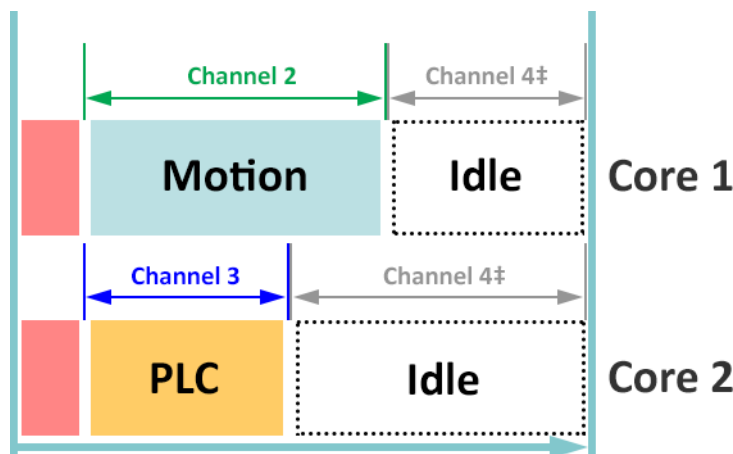 Channel 2
Channel 4‡
Motion
Idle
Core 1
Channel 3
Channel 4‡
PLC
Idle
Core 2